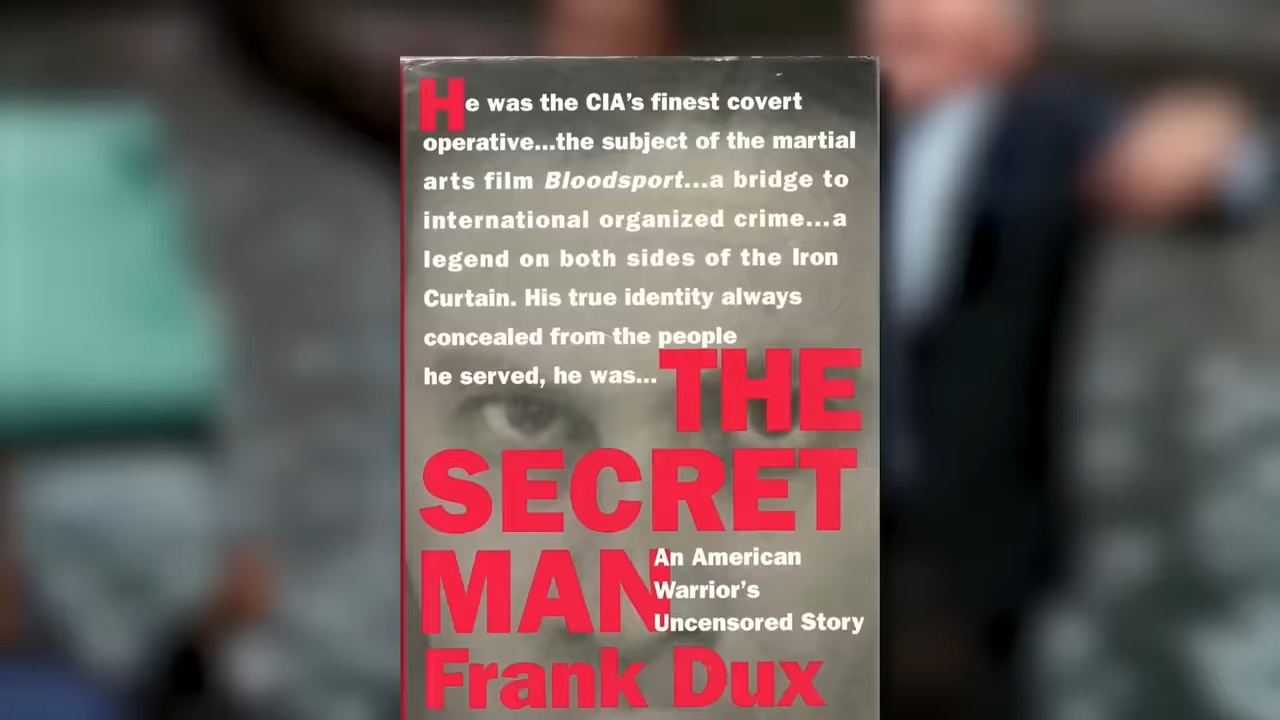 He was the CIA's finest covert
operative...the subject of the martial
arts film Bloodsport...a bridge to
international organized crime...a
legend on both sides of the Iron
Curtain. His true identity always
concealed from the people
he served, he was...THE
SECRET
MAN
An American
Warrior's
Uncensored Story
Frank Dux